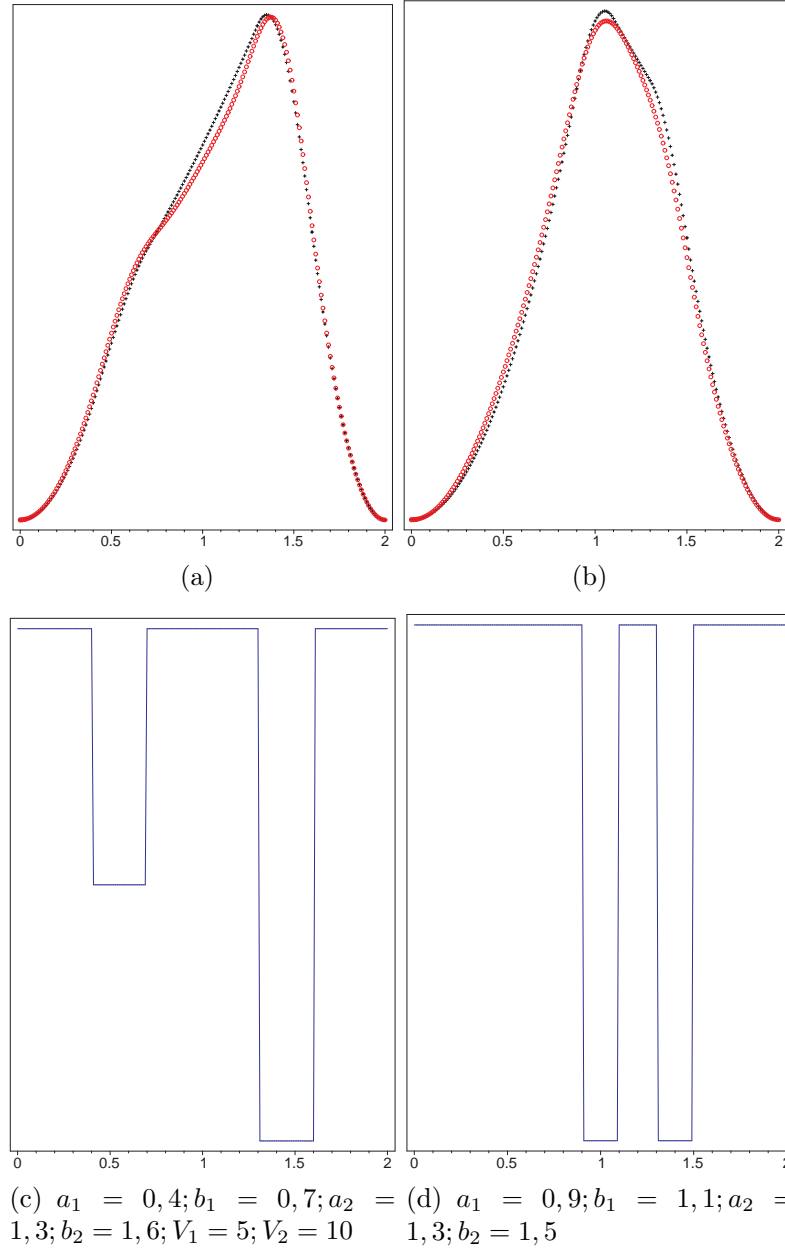 0 0.5 1 1.5 2
0 0.5 1 1.5 2
(a)
(b)
0 0.5 1 1.5 2
0 0.5 1 1.5 2
(c) a₁ = 0,4; b₁ = 0,7; a₂ =
1,3; b₂ = 1,6; V₁ = 5; V₂ = 10
(d) a₁ = 0,9; b₁ = 1,1; a₂ =
1,3; b₂ = 1,5